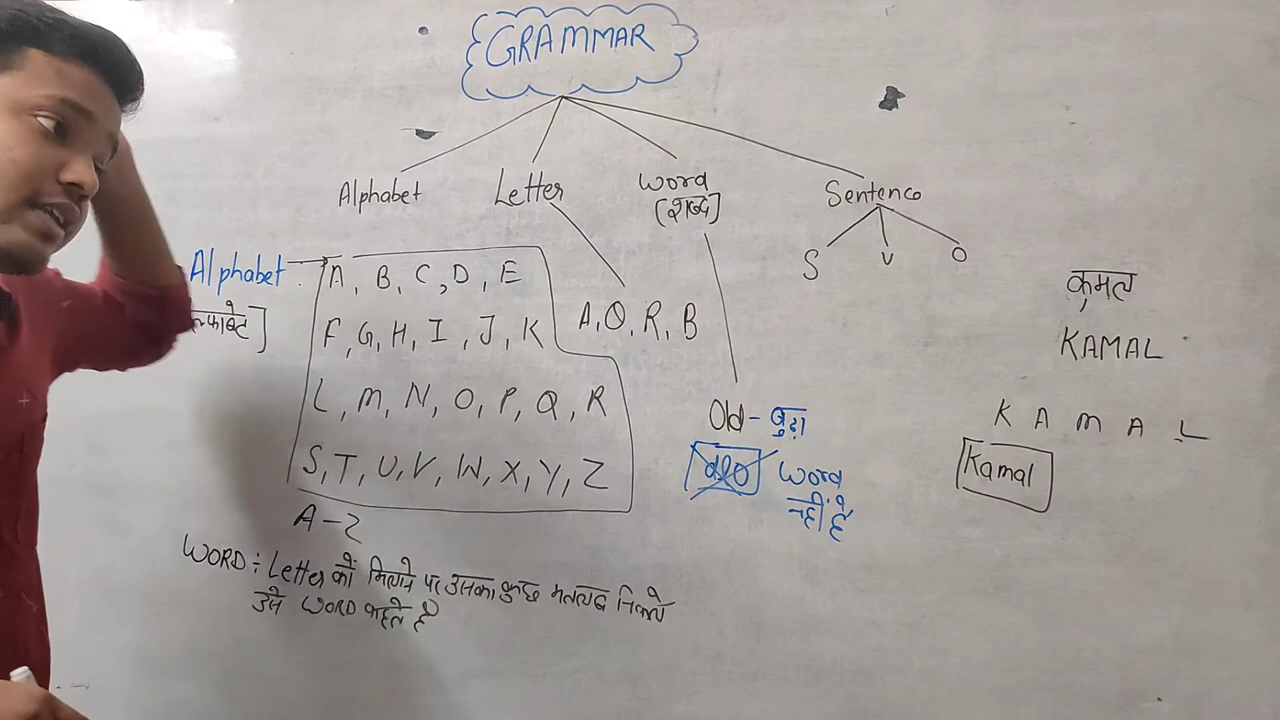 GRAMMAR
Alphabet Letter Word Sentence
[शब्द]
S V O
Alphabet → A, B, C, D, E
F, G, H, I, J, K
L, M, N, O, P, Q, R
S, T, U, V, W, X, Y, Z
A-Z
A, O, R, B
Old - बुढ़ा
dlo word
नहीं है
कमल
KAMAL
K A M A L
Kamal
WORD : Letter को मिलाने पर उसका कुछ मतलब निकले
उसे WORD कहते है